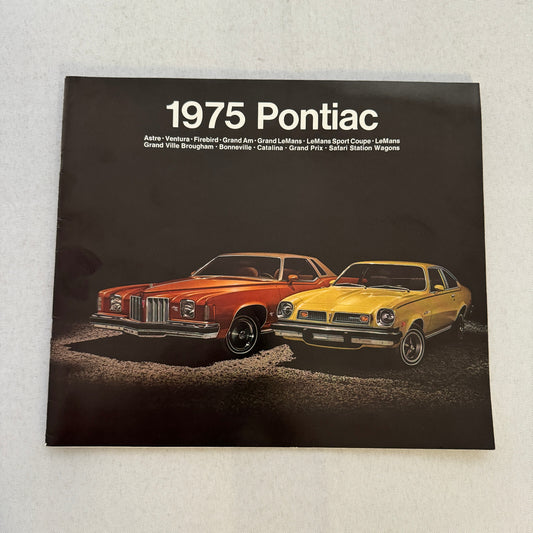 1975 Pontiac
Astre · Ventura · Firebird · Grand Am · Grand LeMans · LeMans Sport Coupe · LeMans
Grand Ville Brougham · Bonneville · Catalina · Grand Prix · Safari Station Wagons